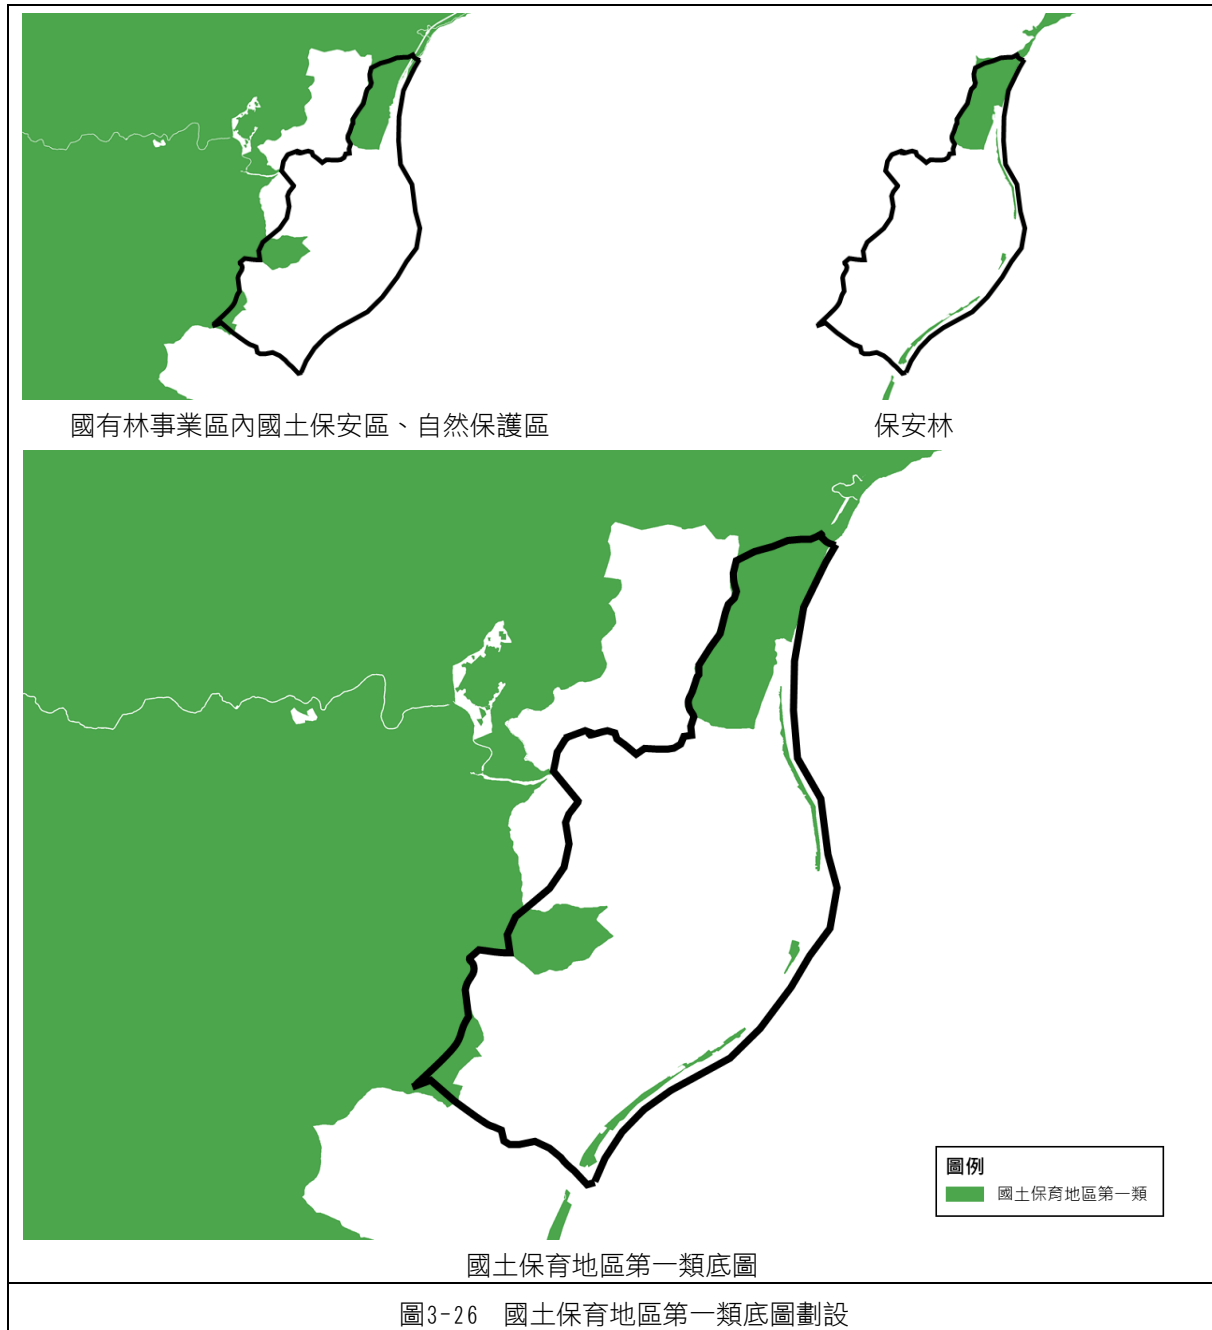 國有林事業區內國土保安區、自然保護區
保安林
圖例
國土保育地區第一類
國土保育地區第一類底圖
圖3-26　國土保育地區第一類底圖劃設